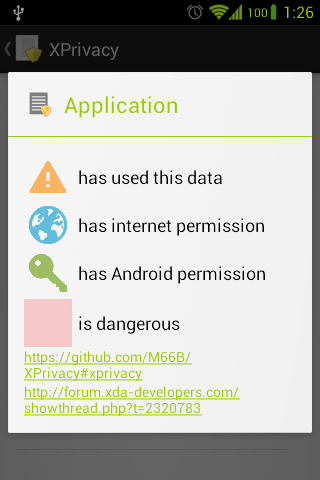 100 1:26
XPrivacy
Application
has used this data
has internet permission
has Android permission
is dangerous
https://github.com/M66B/
XPrivacy#xprivacy
http://forum.xda-developers.com/
showthread.php?t=2320783